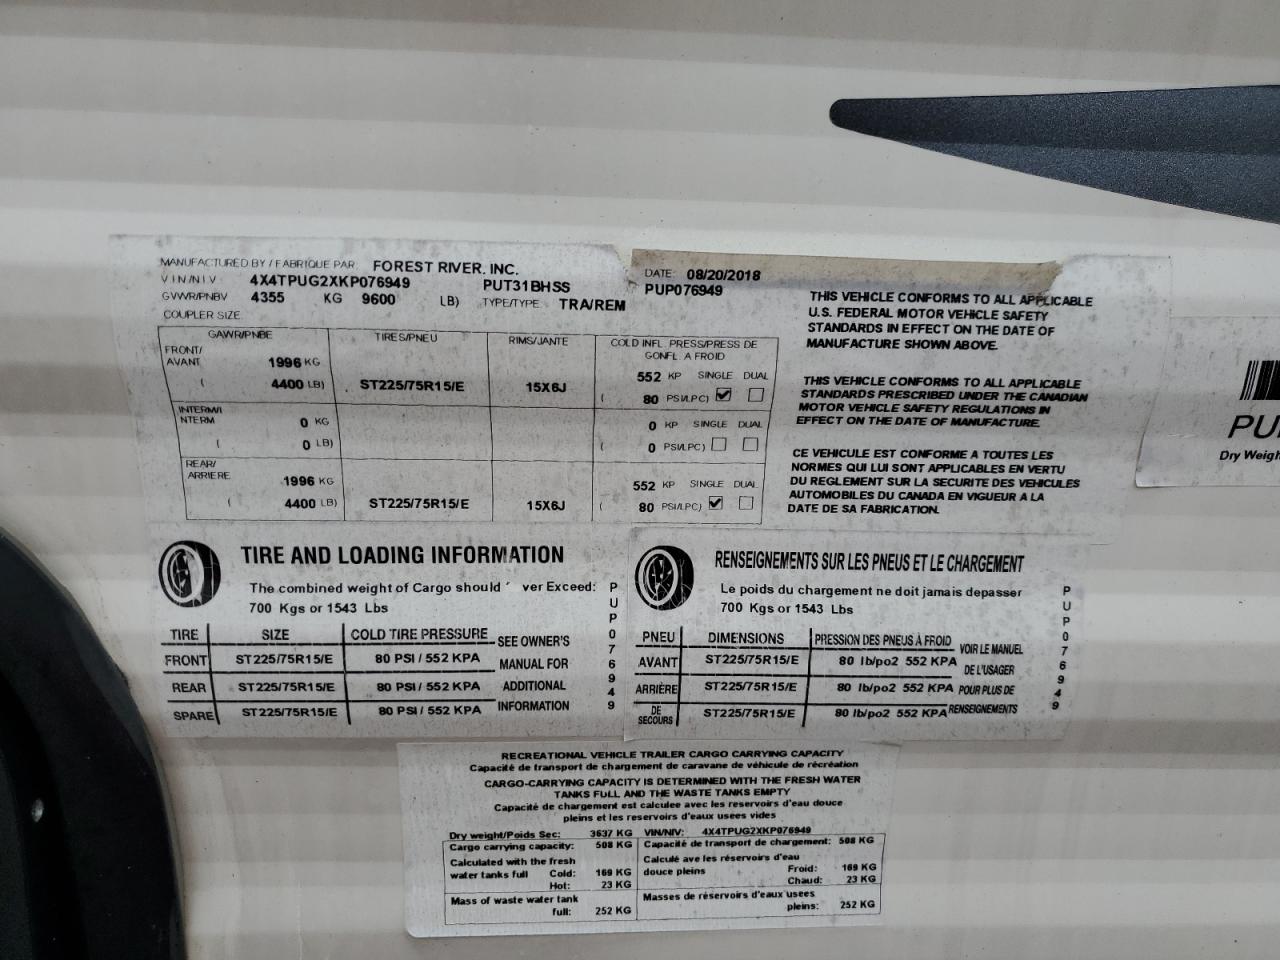 MANUFACTURED BY / FABRIQUE PAR: FOREST RIVER, INC.
DATE: 08/20/2018
VIN/NIV: 4X4TPUG2XKP076949 PUT31BHSS PUP076949
GVWR/PNBV 4355 KG 9600 LB) TYPE/TYPE: TRA/REM
COUPLER SIZE
GAWR/PNBE TIRES/PNEU RIMS/JANTE COLD INFL. PRESS/PRESS DE GONFL. A FROID
FRONT/
AVANT 1996 KG 552 KP SINGLE DUAL
( 4400 LB) ST225/75R15/E 15X6J ( 80 PSI/LPC)
INTERM/I
NTERM 0 KG 0 KP SINGLE DUAL
( 0 LB) ( 0 PSI/LPC)
REAR/
ARRIERE 1996 KG 552 KP SINGLE DUAL
( 4400 LB) ST225/75R15/E 15X6J ( 80 PSI/LPC)
THIS VEHICLE CONFORMS TO ALL APPLICABLE
U.S. FEDERAL MOTOR VEHICLE SAFETY
STANDARDS IN EFFECT ON THE DATE OF
MANUFACTURE SHOWN ABOVE.
THIS VEHICLE CONFORMS TO ALL APPLICABLE
STANDARDS PRESCRIBED UNDER THE CANADIAN
MOTOR VEHICLE SAFETY REGULATIONS IN
EFFECT ON THE DATE OF MANUFACTURE.
CE VEHICULE EST CONFORME A TOUTES LES
NORMES QUI LUI SONT APPLICABLES EN VERTU
DU REGLEMENT SUR LA SECURITE DES VEHICULES
AUTOMOBILES DU CANADA EN VIGUEUR A LA
DATE DE SA FABRICATION.
Dry Weigh
TIRE AND LOADING INFORMATION
The combined weight of Cargo should ver Exceed:
700 Kgs or 1543 Lbs
TIRE SIZE COLD TIRE PRESSURE
FRONT ST225/75R15/E 80 PSI / 552 KPA
REAR ST225/75R15/E 80 PSI / 552 KPA
SPARE ST225/75R15/E 80 PSI / 552 KPA
SEE OWNER'S
MANUAL FOR
ADDITIONAL
INFORMATION
PUP076949
RENSEIGNEMENTS SUR LES PNEUS ET LE CHARGEMENT
Le poids du chargement ne doit jamais depasser
700 Kgs or 1543 Lbs
PNEU DIMENSIONS PRESSION DES PNEUS À FROID
AVANT ST225/75R15/E 80 lb/po2 552 KPA
ARRIÈRE ST225/75R15/E 80 lb/po2 552 KPA
DE SECOURS ST225/75R15/E 80 lb/po2 552 KPA
VOIR LE MANUEL
DE L'USAGER
POUR PLUS DE
RENSEIGNEMENTS
PUP076949
RECREATIONAL VEHICLE TRAILER CARGO CARRYING CAPACITY
Capacité de transport de chargement de caravane de véhicule de récréation
CARGO-CARRYING CAPACITY IS DETERMINED WITH THE FRESH WATER
TANKS FULL AND THE WASTE TANKS EMPTY
Capacité de chargement est calculee avec les reservoirs d'eau douce
pleins et les reservoirs d'eaux usees vides
Dry weight/Poids Sec: 3637 KG VIN/NIV: 4X4TPUG2XKP076949
Cargo carrying capacity: 508 KG Capacité de transport de chargement: 508 KG
Calculated with the fresh
water tanks full Cold: 169 KG
Hot: 23 KG
Calculé ave les réservoirs d'eau
douce pleins Froid: 169 KG
Chaud: 23 KG
Mass of waste water tank
full: 252 KG
Masses de réservoirs d'eaux usees
pleins: 252 KG